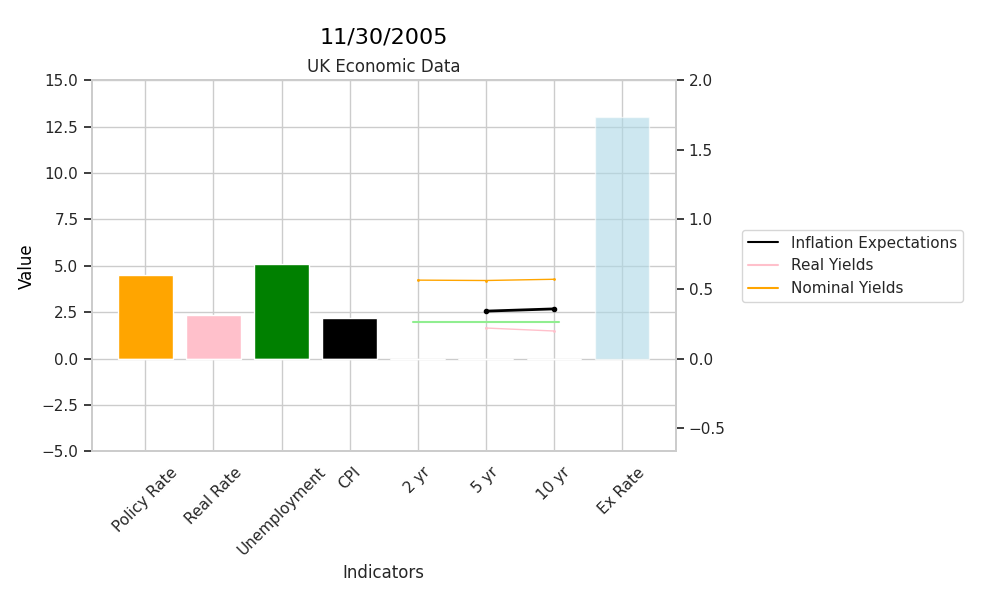 11/30/2005
UK Economic Data
15.0
12.5
10.0
7.5
5.0
2.5
0.0
−2.5
−5.0
Value
2.0
1.5
1.0
0.5
0.0
−0.5
Inflation Expectations
Real Yields
Nominal Yields
Policy Rate
Real Rate
Unemployment
CPI
2 yr
5 yr
10 yr
Ex Rate
Indicators